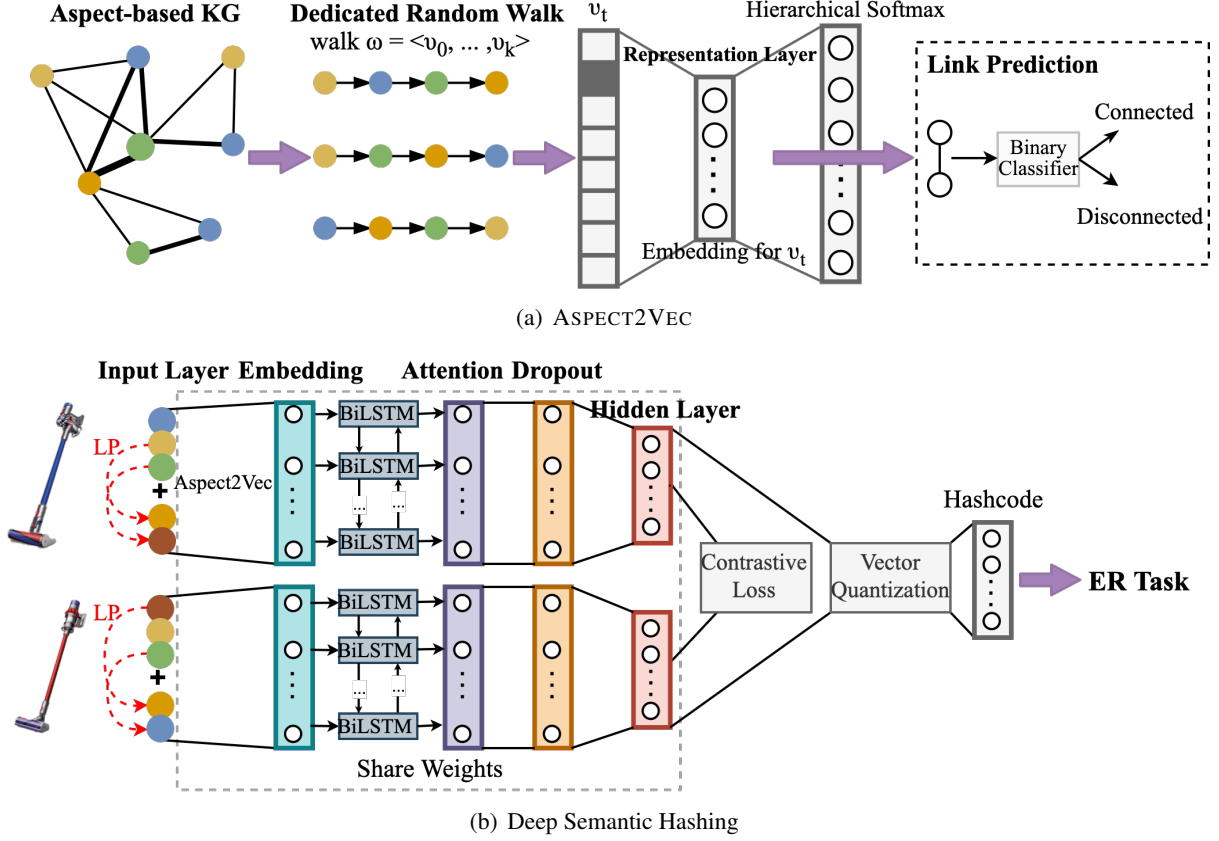 Aspect-based KG
Dedicated Random Walk
walk ω = <υ0, ... ,υk>
υt
Hierarchical Softmax
Representation Layer
Embedding for υt
Link Prediction
Binary
Classifier
Connected
Disconnected
(a) ASPECT2VEC
Input Layer Embedding
Attention Dropout
Hidden Layer
LP
+
Aspect2Vec
BiLSTM
BiLSTM
...
...
BiLSTM
LP
+
BiLSTM
BiLSTM
...
...
BiLSTM
Share Weights
Contrastive
Loss
Vector
Quantization
Hashcode
ER Task
(b) Deep Semantic Hashing